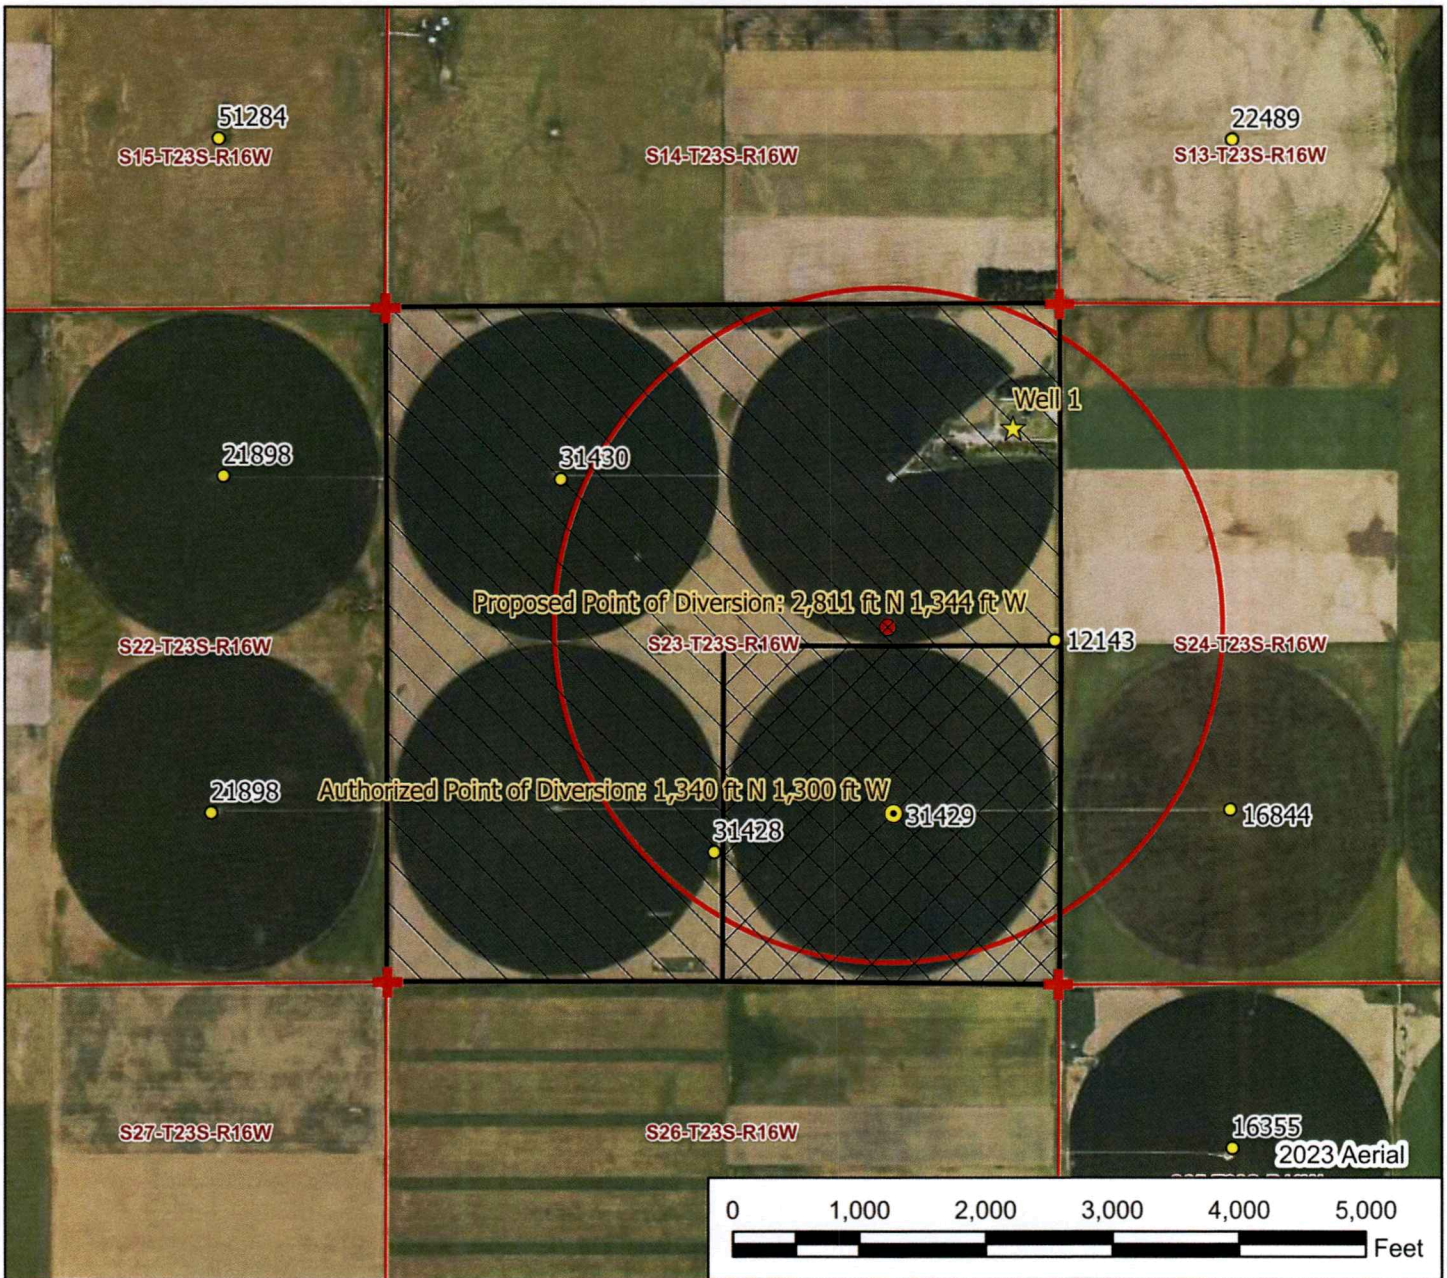 51284
22489
S15-T23S-R16W
S14-T23S-R16W
S13-T23S-R16W
Well 1
21898
31430
Proposed Point of Diversion: 2,811 ft N 1,344 ft W
S22-T23S-R16W
S23-T23S-R16W
12143
S24-T23S-R16W
21898
Authorized Point of Diversion: 1,340 ft N 1,300 ft W
31429
16844
31428
S27-T23S-R16W
S26-T23S-R16W
16355
2023 Aerial
0 1,000 2,000 3,000 4,000 5,000
Feet